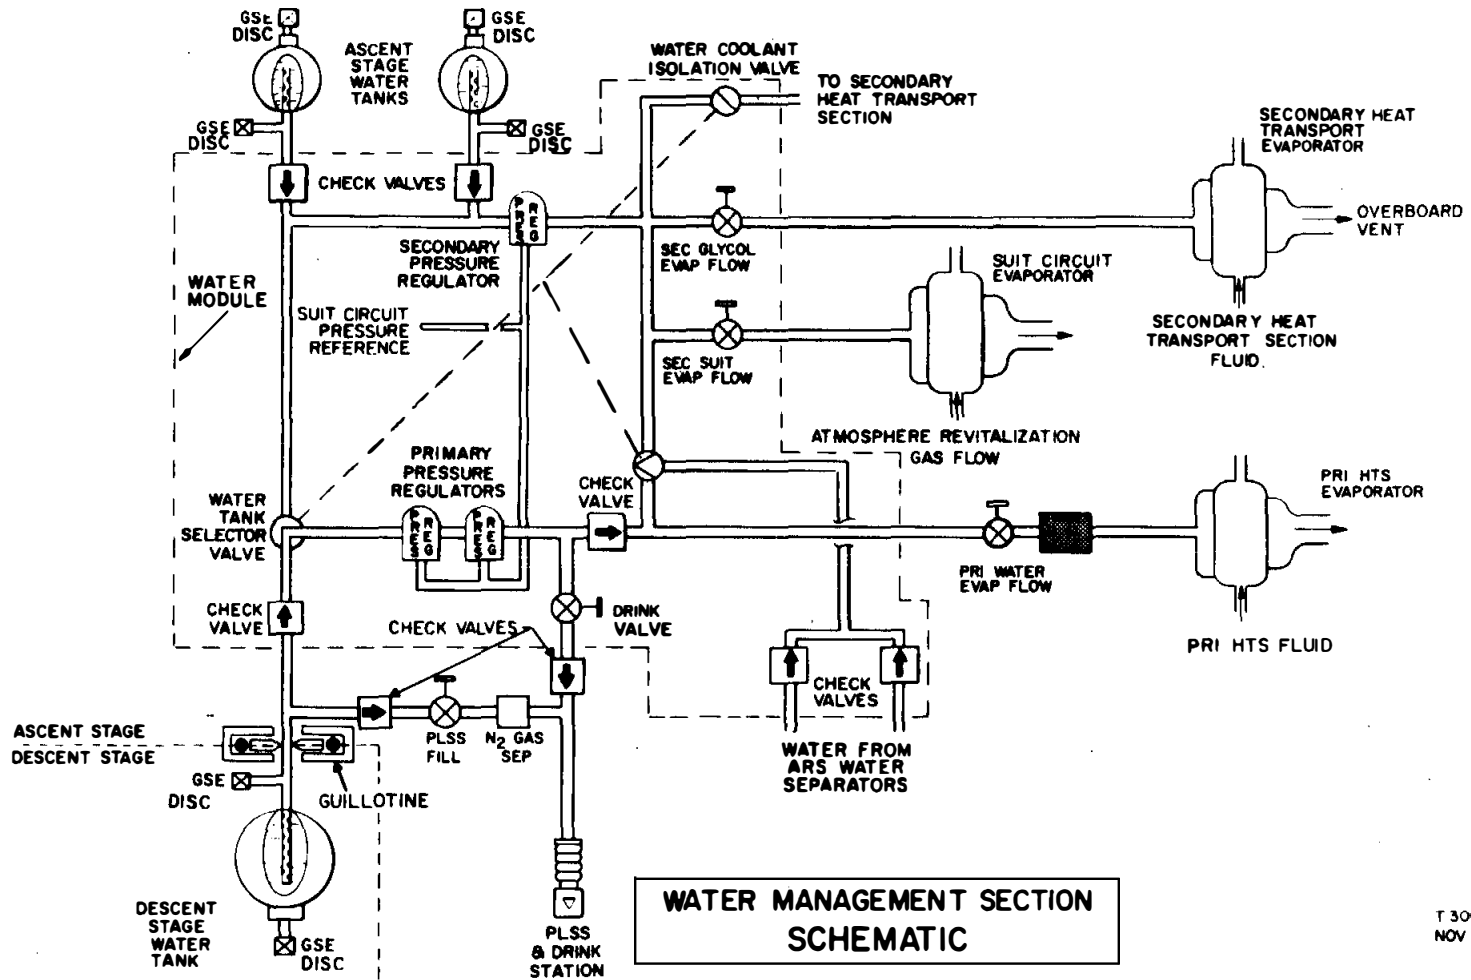 GSE
DISC
GSE
DISC
ASCENT
STAGE
WATER
TANKS
WATER COOLANT
ISOLATION VALVE
TO SECONDARY
HEAT TRANSPORT
SECTION
SECONDARY HEAT
TRANSPORT
EVAPORATOR
GSE
DISC
GSE
DISC
CHECK VALVES
PRES
REG
SECONDARY
PRESSURE
REGULATOR
SEC GLYCOL
EVAP FLOW
OVERBOARD
VENT
SUIT CIRCUIT
EVAPORATOR
WATER
MODULE
SUIT CIRCUIT
PRESSURE
REFERENCE
SECONDARY HEAT
TRANSPORT SECTION
FLUID.
SEC SUIT
EVAP FLOW
ATMOSPHERE REVITALIZATION
GAS FLOW
PRIMARY
PRESSURE
REGULATORS
CHECK
VALVE
PRI HTS
EVAPORATOR
WATER
TANK
SELECTOR
VALVE
PRES
REG
PRES
REG
PRI WATER
EVAP FLOW
CHECK
VALVE
CHECK VALVES
DRINK
VALVE
PRI HTS FLUID
CHECK
VALVES
ASCENT STAGE
DESCENT STAGE
PLSS
FILL
N2 GAS
SEP
WATER FROM
ARS WATER
SEPARATORS
GSE
DISC
GUILLOTINE
DESCENT
STAGE
WATER
TANK
GSE
DISC
PLSS
& DRINK
STATION
WATER MANAGEMENT SECTION
SCHEMATIC
T 30
NOV